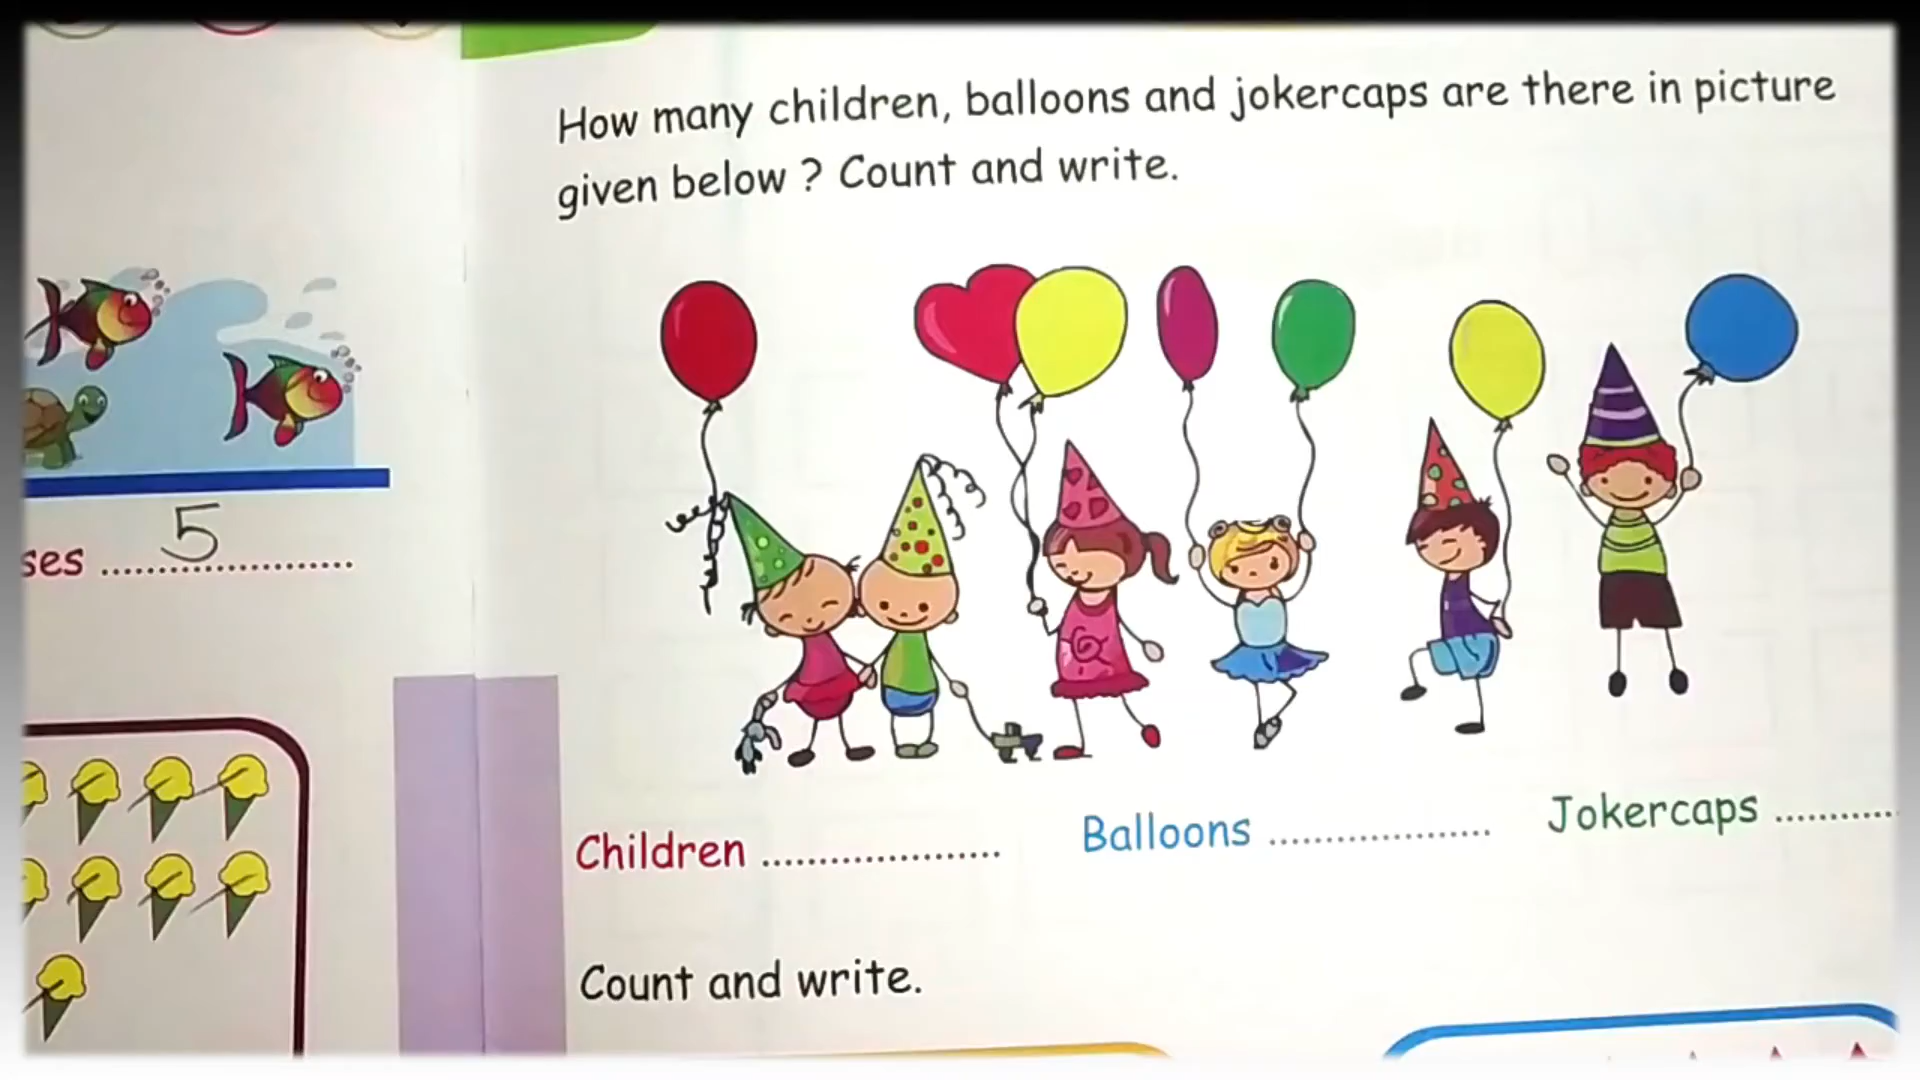 How many children, balloons and jokercaps are there in picture
given below ? Count and write.
ses ..................... 5
Children .....................
Balloons ...................
Jokercaps ...........
Count and write.